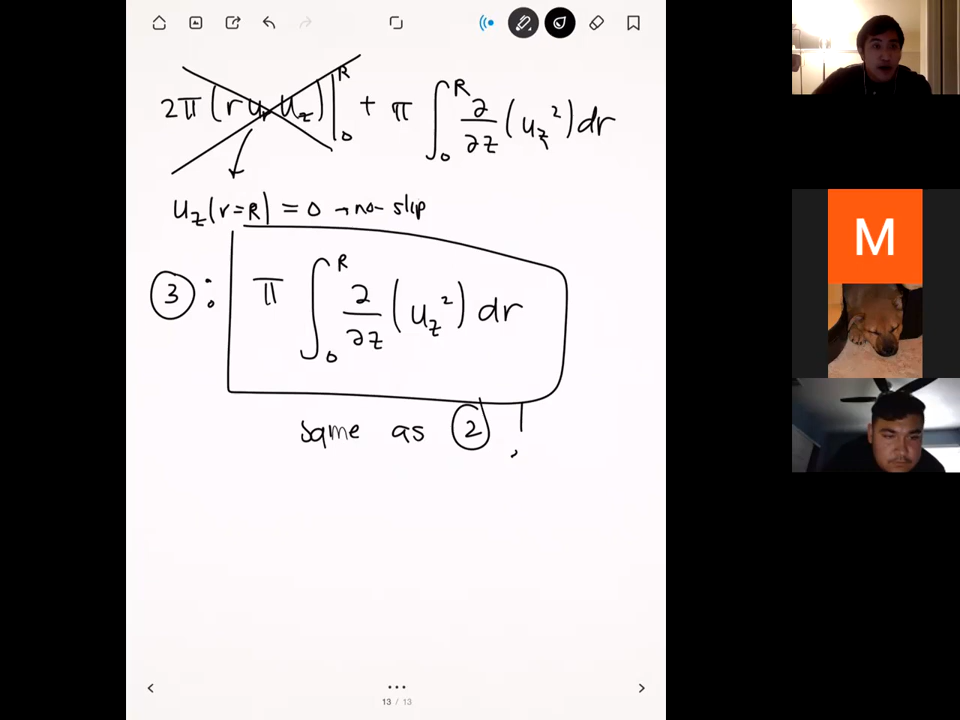 2π (r uᵣ u_z) |₀ᴿ + π ∫₀ᴿ ∂/∂z (u_z²) dr
u_z (r=R) = 0 → no-slip
③ : π ∫₀ᴿ ∂/∂z (u_z²) dr
same as ② !
13 / 13
M